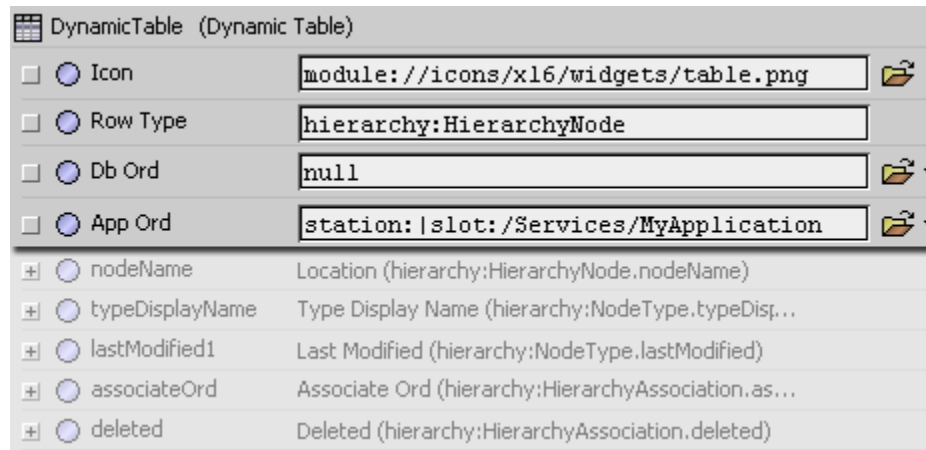 DynamicTable (Dynamic Table)
Icon module://icons/x16/widgets/table.png
Row Type hierarchy:HierarchyNode
Db Ord null
App Ord station:|slot:/Services/MyApplication
nodeName Location (hierarchy:HierarchyNode.nodeName)
typeDisplayName Type Display Name (hierarchy:NodeType.typeDisp...
lastModified1 Last Modified (hierarchy:NodeType.lastModified)
associateOrd Associate Ord (hierarchy:HierarchyAssociation.as...
deleted Deleted (hierarchy:HierarchyAssociation.deleted)